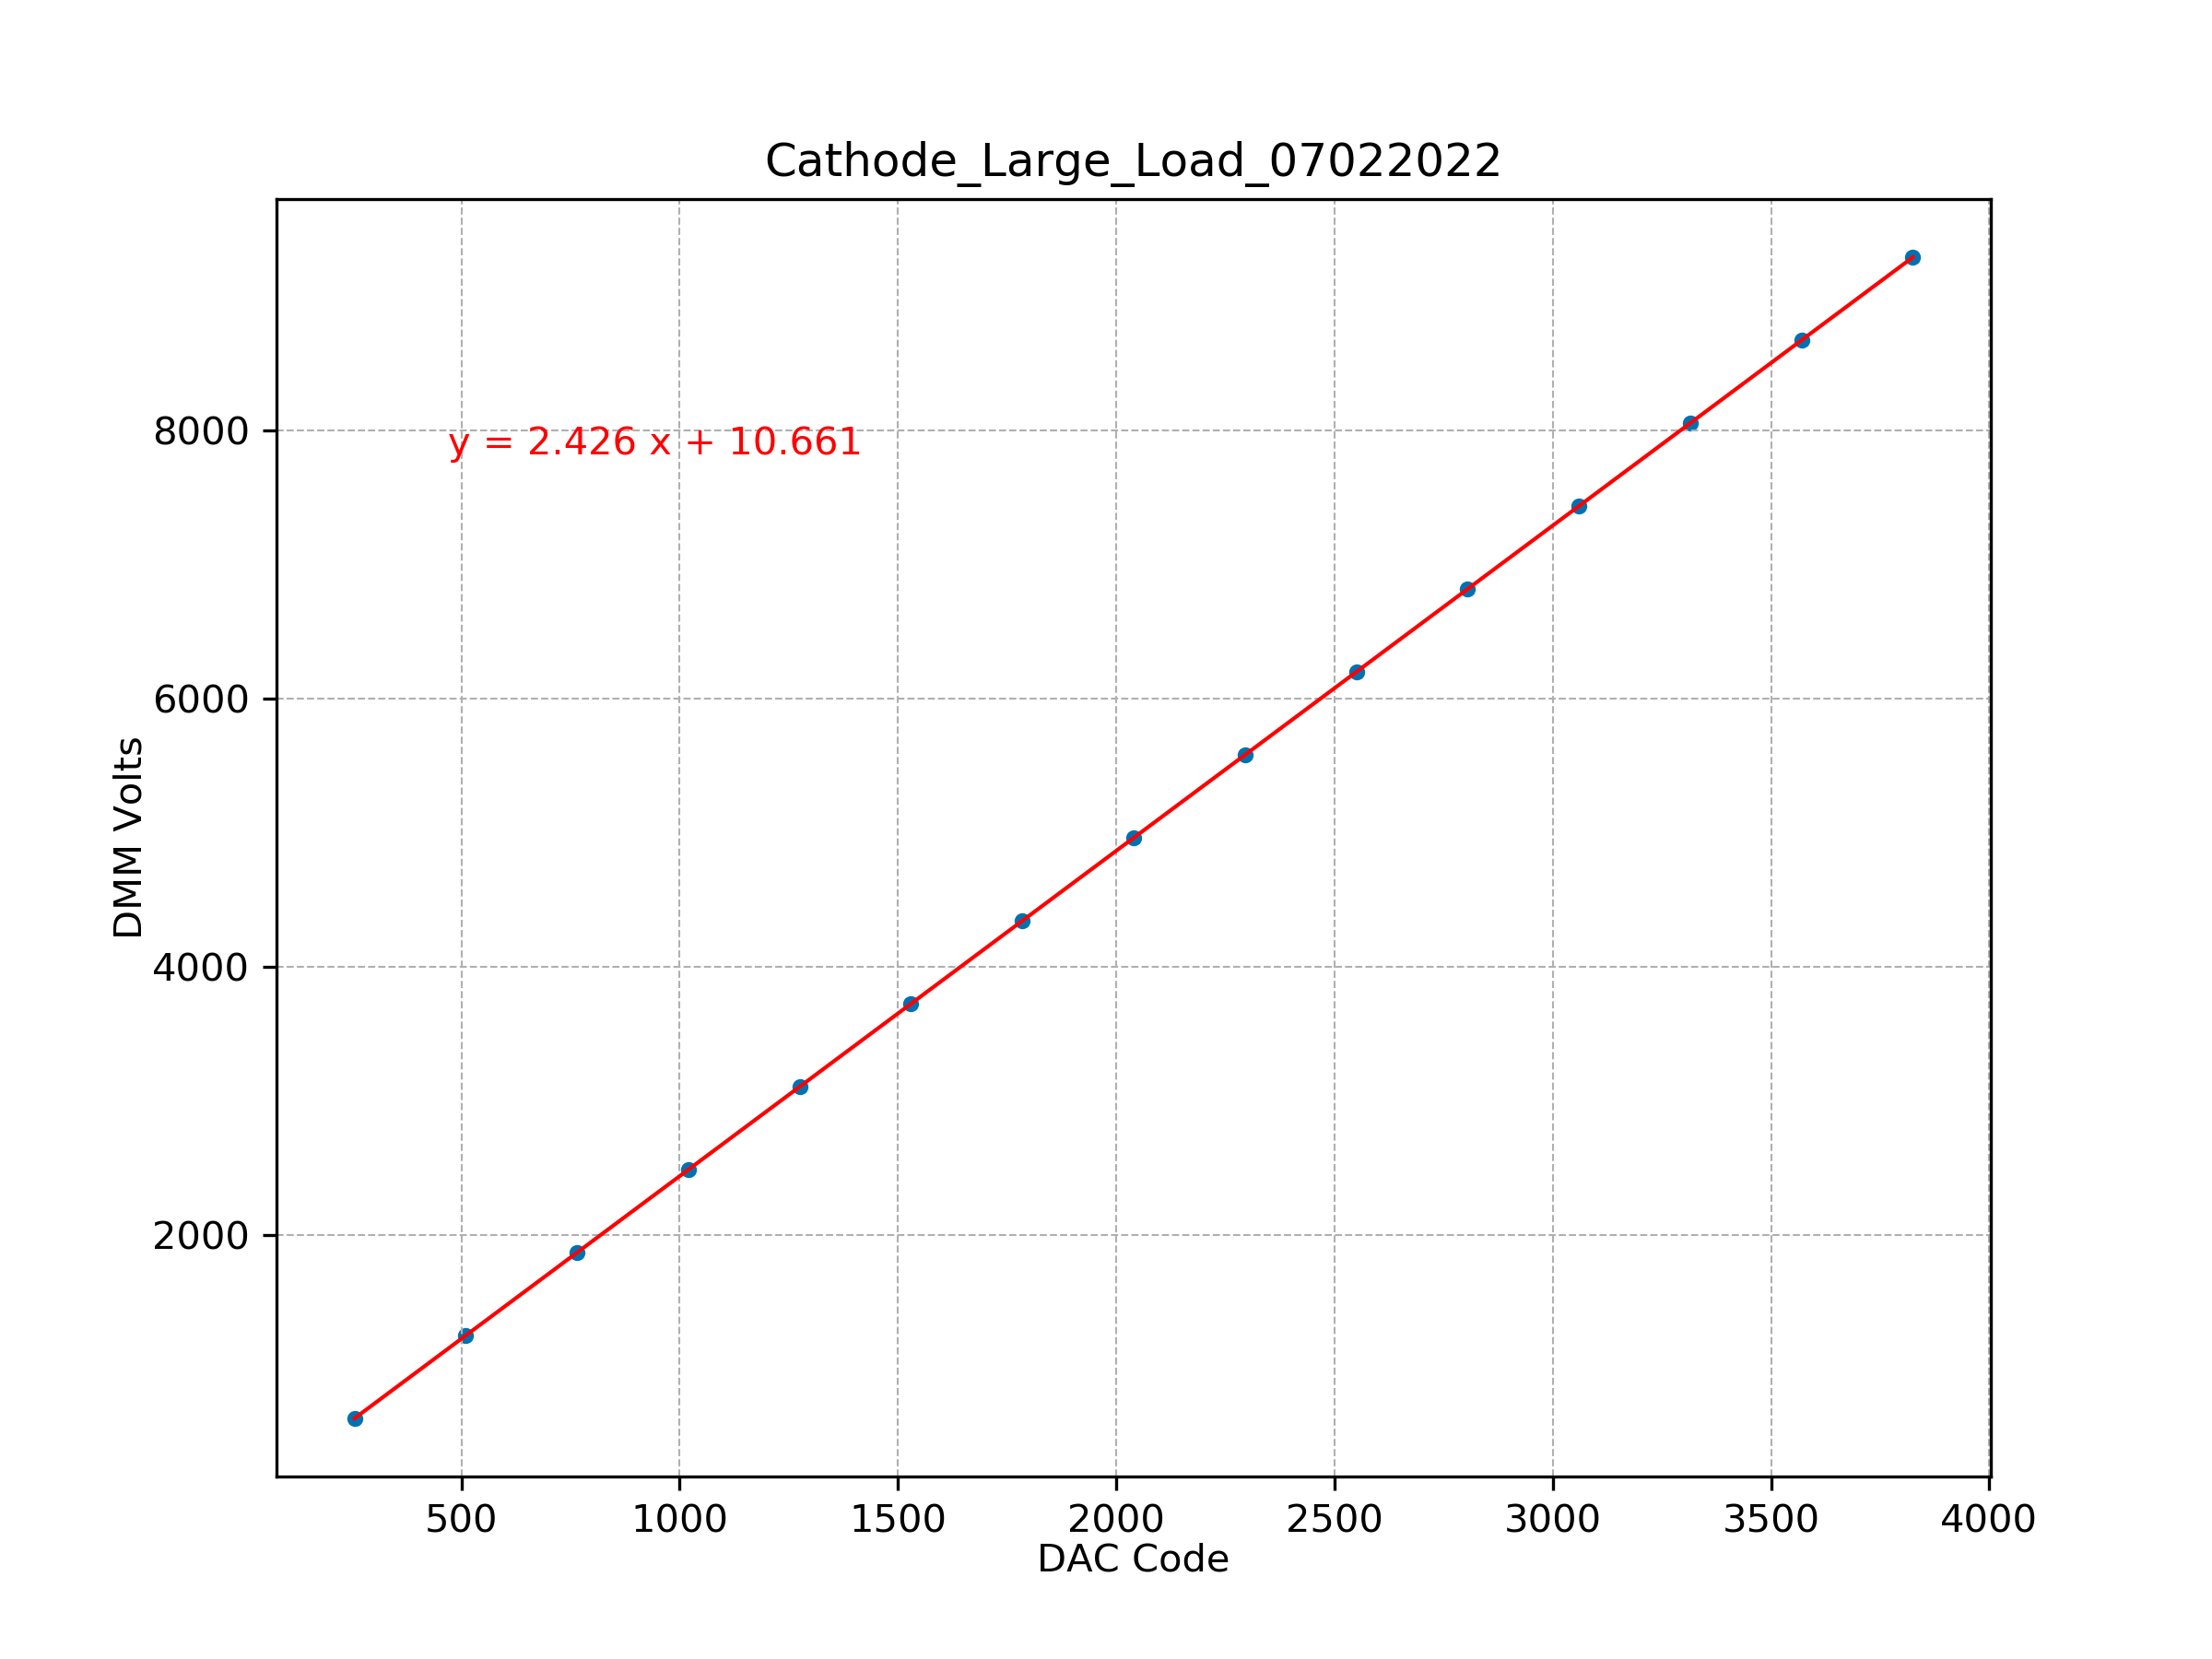 Cathode_Large_Load_07022022
y = 2.426 x + 10.661
8000
6000
4000
2000
DMM Volts
500 1000 1500 2000 2500 3000 3500 4000
DAC Code